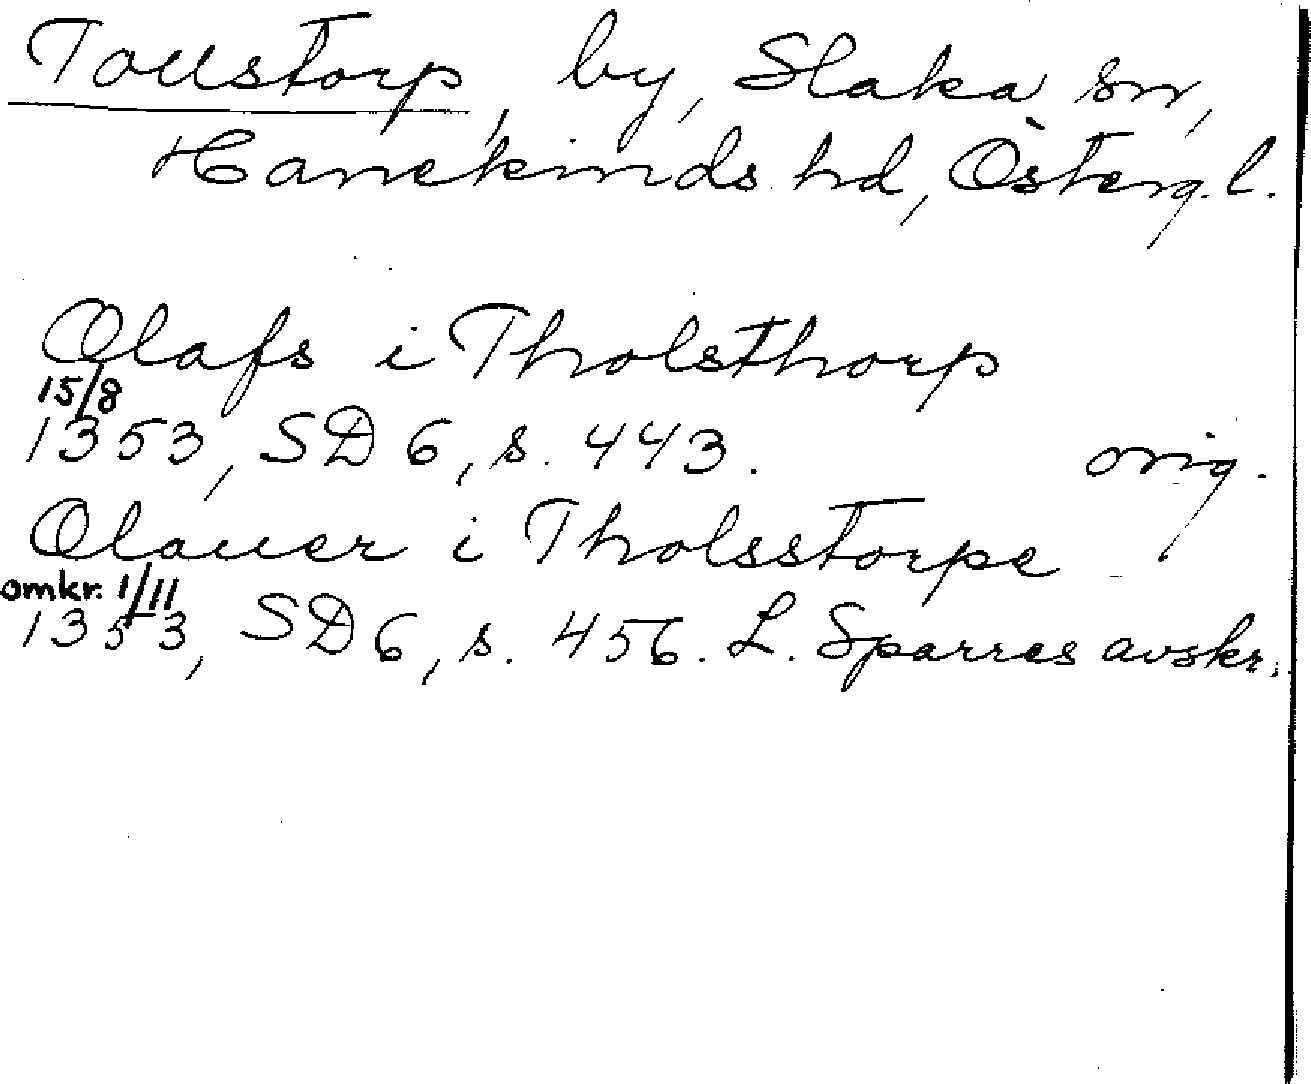 Tollstorp, by, Slaka sn,
Hanekinds hd, Österg. l.
Olafs i Tholsthorp
15/8
1353, SD 6, s. 443. orig.
Olauer i Tholsstorpe
omkr. 1/11
1353, SD 6, s. 456. L. Sparres avskr.